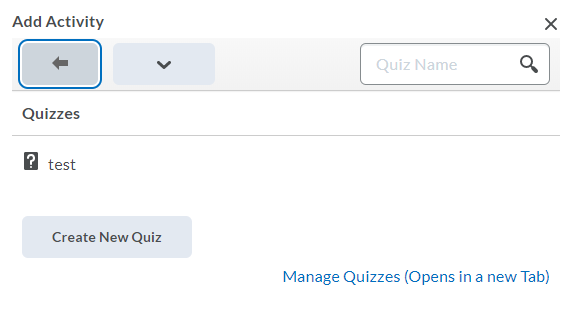 Add Activity
Quiz Name
Quizzes
test
Create New Quiz
Manage Quizzes (Opens in a new Tab)